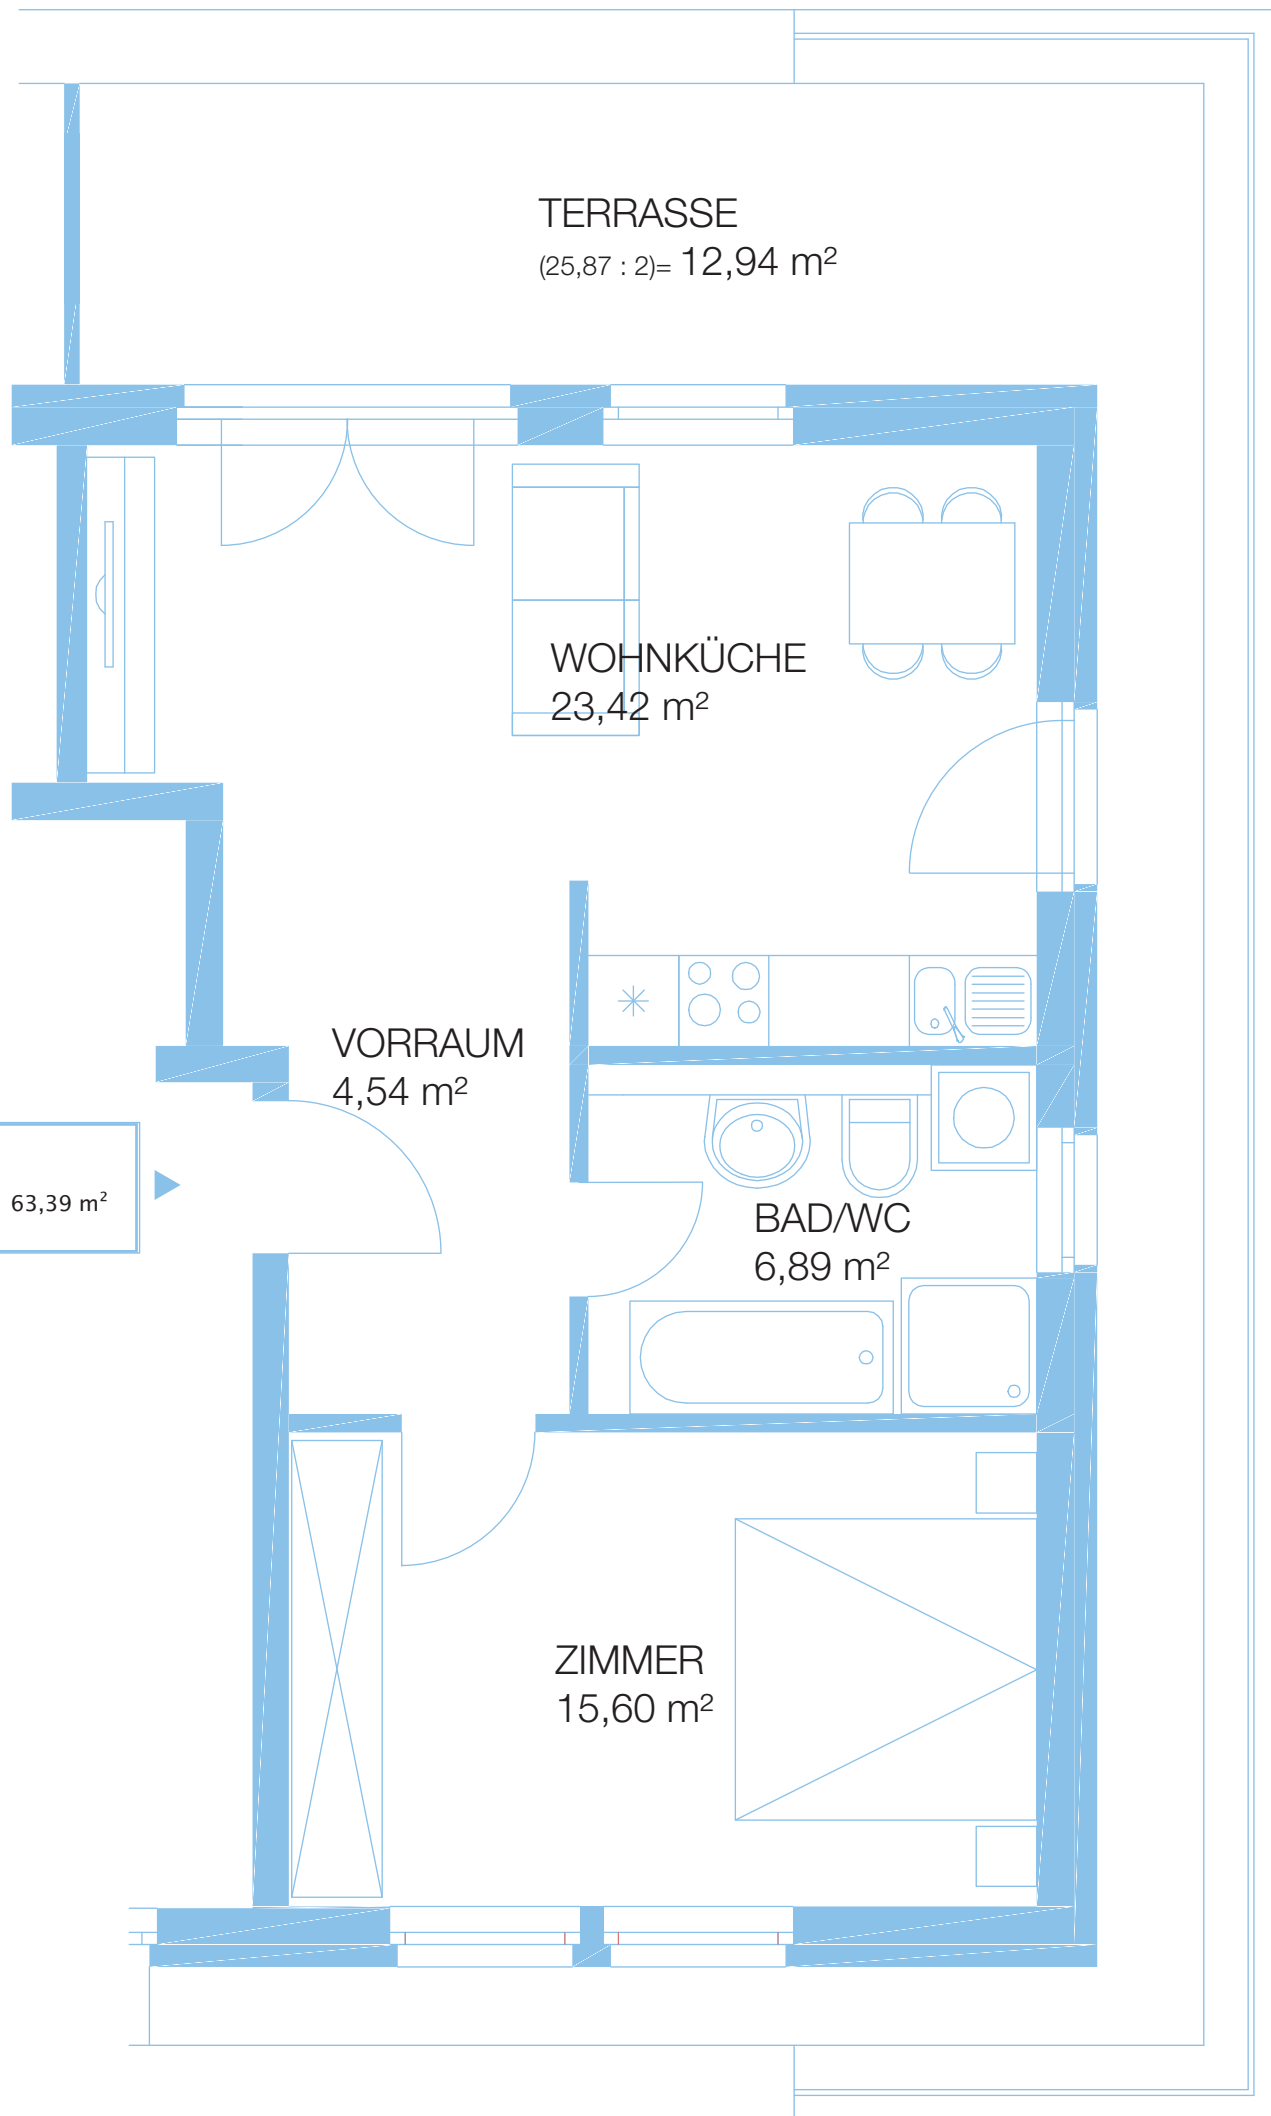 TERRASSE
(25,87 : 2)= 12,94 m²
WOHNKÜCHE
23,42 m²
VORRAUM
4,54 m²
63,39 m²
BAD/WC
6,89 m²
ZIMMER
15,60 m²